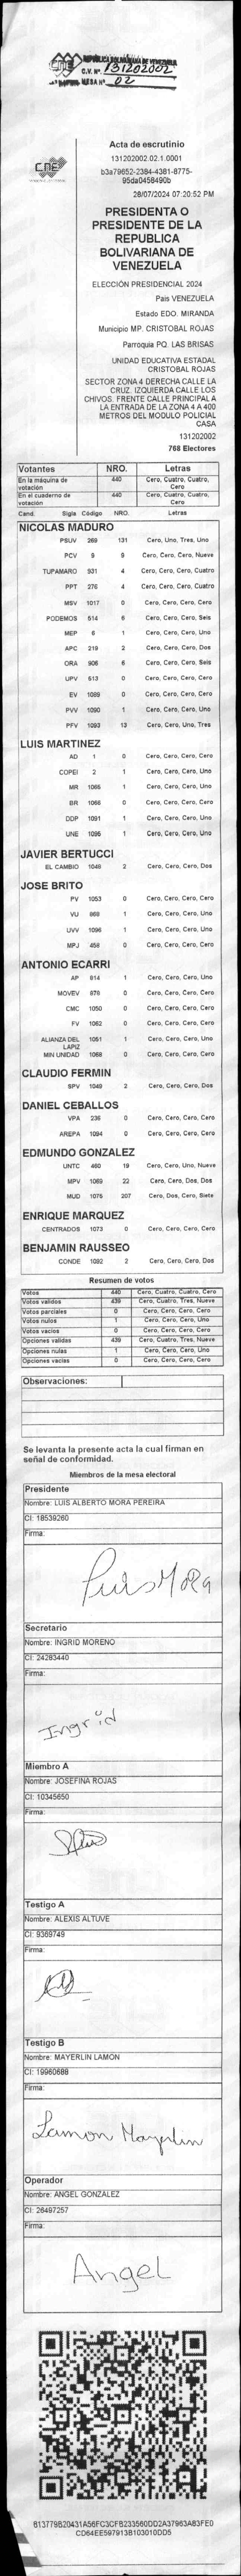 CNE REPÚBLICA BOLIVARIANA DE VENEZUELA
C.V. Nº 131202002
MESA Nº 02
CNE
Acta de escrutinio
131202002.02.1.0001
b3a79652-2384-4381-8775-
95da0458490b
28/07/2024 07:20:52 PM
PRESIDENTA O
PRESIDENTE DE LA
REPUBLICA
BOLIVARIANA DE
VENEZUELA
ELECCIÓN PRESIDENCIAL 2024
Pais VENEZUELA
Estado EDO. MIRANDA
Municipio MP. CRISTOBAL ROJAS
Parroquia PQ. LAS BRISAS
UNIDAD EDUCATIVA ESTADAL
CRISTOBAL ROJAS
SECTOR ZONA 4 DERECHA CALLE LA
CRUZ. IZQUIERDA CALLE LOS
CHIVOS. FRENTE CALLE PRINCIPAL A
LA ENTRADA DE LA ZONA 4 A 400
METROS DEL MODULO POLICIAL
CASA
131202002
768 Electores
Votantes NRO. Letras
En la máquina de votación 440 Cero, Cuatro, Cuatro, Cero
En el cuaderno de votación 440 Cero, Cuatro, Cuatro, Cero
Cand. Sigla Código NRO. Letras
NICOLAS MADURO
PSUV 269 131 Cero, Uno, Tres, Uno
PCV 9 9 Cero, Cero, Cero, Nueve
TUPAMARO 931 4 Cero, Cero, Cero, Cuatro
PPT 276 4 Cero, Cero, Cero, Cuatro
MSV 1017 0 Cero, Cero, Cero, Cero
PODEMOS 514 6 Cero, Cero, Cero, Seis
MEP 6 1 Cero, Cero, Cero, Uno
APC 219 2 Cero, Cero, Cero, Dos
ORA 906 6 Cero, Cero, Cero, Seis
UPV 613 0 Cero, Cero, Cero, Cero
EV 1089 0 Cero, Cero, Cero, Cero
PVV 1090 1 Cero, Cero, Cero, Uno
PFV 1093 13 Cero, Cero, Uno, Tres
LUIS MARTINEZ
AD 1 0 Cero, Cero, Cero, Cero
COPEI 2 1 Cero, Cero, Cero, Uno
MR 1065 1 Cero, Cero, Cero, Uno
BR 1066 0 Cero, Cero, Cero, Cero
DDP 1091 1 Cero, Cero, Cero, Uno
UNE 1095 1 Cero, Cero, Cero, Uno
JAVIER BERTUCCI
EL CAMBIO 1048 2 Cero, Cero, Cero, Dos
JOSE BRITO
PV 1053 0 Cero, Cero, Cero, Cero
VU 868 1 Cero, Cero, Cero, Uno
UVV 1096 1 Cero, Cero, Cero, Uno
MPJ 458 0 Cero, Cero, Cero, Cero
ANTONIO ECARRI
AP 814 1 Cero, Cero, Cero, Uno
MOVEV 879 0 Cero, Cero, Cero, Cero
CMC 1050 0 Cero, Cero, Cero, Cero
FV 1062 0 Cero, Cero, Cero, Cero
ALIANZA DEL LAPIZ 1051 1 Cero, Cero, Cero, Uno
MIN UNIDAD 1068 0 Cero, Cero, Cero, Cero
CLAUDIO FERMIN
SPV 1049 2 Cero, Cero, Cero, Dos
DANIEL CEBALLOS
VPA 236 0 Cero, Cero, Cero, Cero
AREPA 1094 0 Cero, Cero, Cero, Cero
EDMUNDO GONZALEZ
UNTC 460 19 Cero, Cero, Uno, Nueve
MPV 1069 22 Cero, Cero, Dos, Dos
MUD 1075 207 Cero, Dos, Cero, Siete
ENRIQUE MARQUEZ
CENTRADOS 1073 0 Cero, Cero, Cero, Cero
BENJAMIN RAUSSEO
CONDE 1092 2 Cero, Cero, Cero, Dos
Resumen de votos
Votos 440 Cero, Cuatro, Cuatro, Cero
Votos validos 439 Cero, Cuatro, Tres, Nueve
Votos parciales 0 Cero, Cero, Cero, Cero
Votos nulos 1 Cero, Cero, Cero, Uno
Votos vacios 0 Cero, Cero, Cero, Cero
Opciones validas 439 Cero, Cuatro, Tres, Nueve
Opciones nulas 1 Cero, Cero, Cero, Uno
Opciones vacias 0 Cero, Cero, Cero, Cero
Observaciones:
Se levanta la presente acta la cual firman en
señal de conformidad.
Miembros de la mesa electoral
Presidente
Nombre: LUIS ALBERTO MORA PEREIRA
CI: 18539260
Firma:
Luis MORA
Secretario
Nombre: INGRID MORENO
CI: 24283440
Firma:
Ingrid
Miembro A
Nombre: JOSEFINA ROJAS
CI: 10345650
Firma:
Testigo A
Nombre: ALEXIS ALTUVE
CI: 9369749
Firma:
Testigo B
Nombre: MAYERLIN LAMON
CI: 19960688
Firma:
Lamon Mayerlin
Operador
Nombre: ANGEL GONZALEZ
CI: 26497257
Firma:
Angel
613779B20431A56FC3CFB233560DD2A37963A83FE0
CD64EE597913B103010DD5